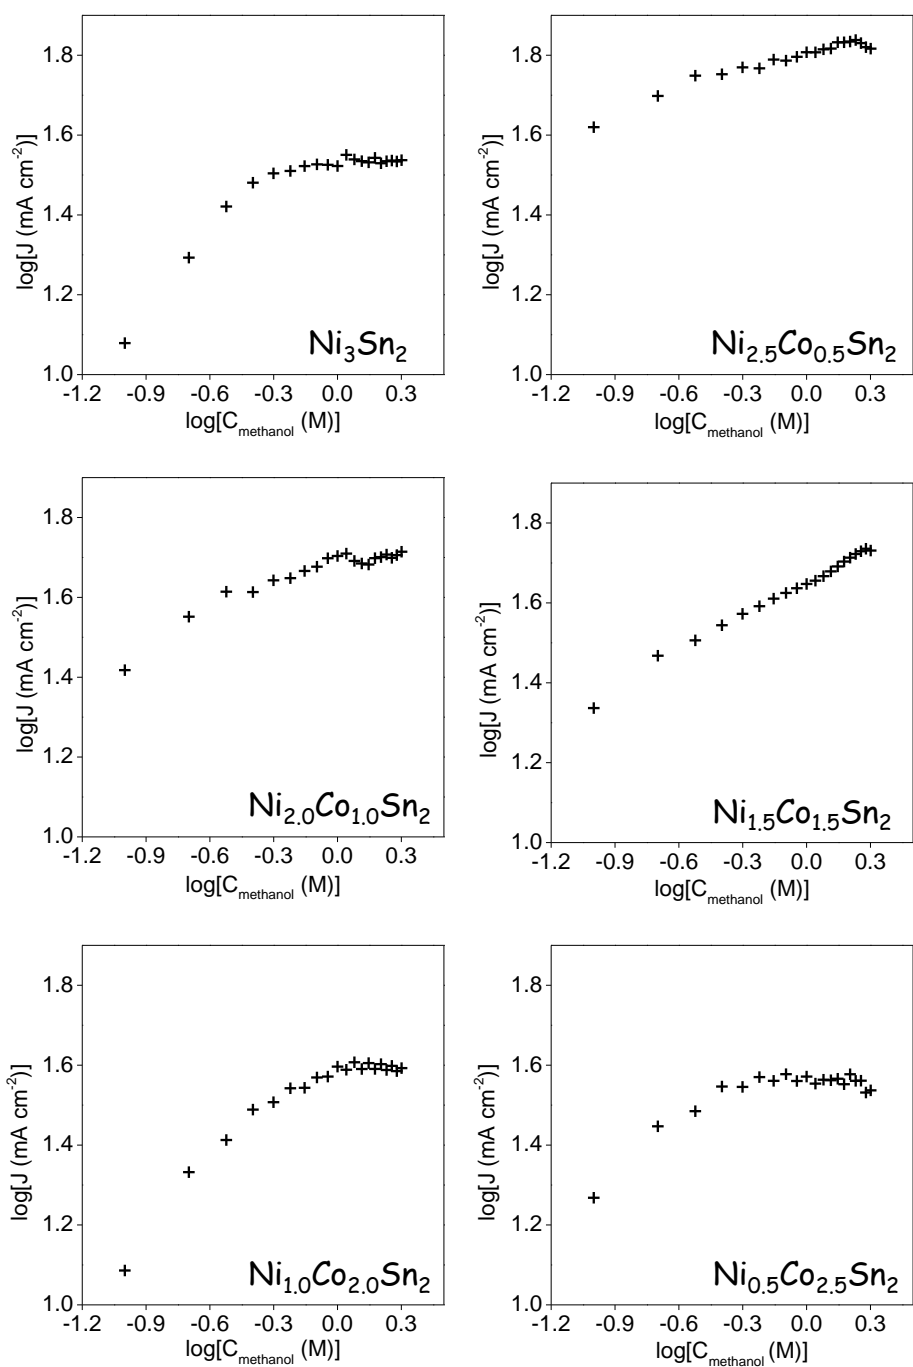 1.8
1.6
1.4
1.2
1.0
log[J (mA cm⁻²)]
Ni₃Sn₂
-1.2 -0.9 -0.6 -0.3 0.0 0.3
log[C_methanol (M)]
1.8
1.6
1.4
1.2
1.0
log[J (mA cm⁻²)]
Ni₂.₅Co₀.₅Sn₂
-1.2 -0.9 -0.6 -0.3 0.0 0.3
log[C_methanol (M)]
1.8
1.6
1.4
1.2
1.0
log[J (mA cm⁻²)]
Ni₂.₀Co₁.₀Sn₂
-1.2 -0.9 -0.6 -0.3 0.0 0.3
log[C_methanol (M)]
1.8
1.6
1.4
1.2
1.0
log[J (mA cm⁻²)]
Ni₁.₅Co₁.₅Sn₂
-1.2 -0.9 -0.6 -0.3 0.0 0.3
log[C_methanol (M)]
1.8
1.6
1.4
1.2
1.0
log[J (mA cm⁻²)]
Ni₁.₀Co₂.₀Sn₂
-1.2 -0.9 -0.6 -0.3 0.0 0.3
log[C_methanol (M)]
1.8
1.6
1.4
1.2
1.0
log[J (mA cm⁻²)]
Ni₀.₅Co₂.₅Sn₂
-1.2 -0.9 -0.6 -0.3 0.0 0.3
log[C_methanol (M)]